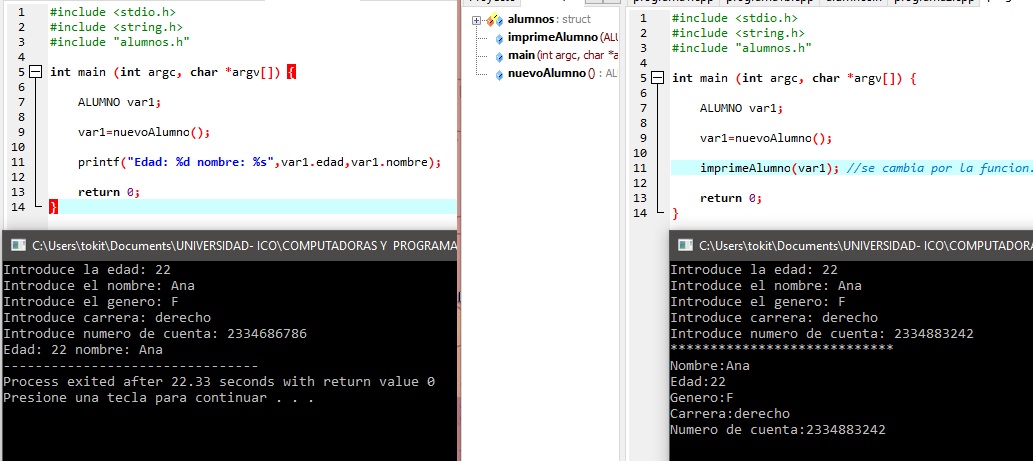 1 #include <stdio.h>
2 #include <string.h>
3 #include "alumnos.h"
4
5 int main (int argc, char *argv[]) {
6
7 ALUMNO var1;
8
9 var1=nuevoAlumno();
10
11 printf("Edad: %d nombre: %s",var1.edad,var1.nombre);
12
13 return 0;
14 }
C:\Users\tokit\Documents\UNIVERSIDAD- ICO\COMPUTADORAS Y PROGRAMA
Introduce la edad: 22
Introduce el nombre: Ana
Introduce el genero: F
Introduce carrera: derecho
Introduce numero de cuenta: 2334686786
Edad: 22 nombre: Ana
--------------------------------
Process exited after 22.33 seconds with return value 0
Presione una tecla para continuar . . .
alumnos : struct
imprimeAlumno (ALU
main (int argc, char *a
nuevoAlumno () : AL
1 #include <stdio.h>
2 #include <string.h>
3 #include "alumnos.h"
4
5 int main (int argc, char *argv[]) {
6
7 ALUMNO var1;
8
9 var1=nuevoAlumno();
10
11 imprimeAlumno(var1); //se cambia por la funcion.
12
13 return 0;
14 }
C:\Users\tokit\Documents\UNIVERSIDAD- ICO\COMPUTADORA
Introduce la edad: 22
Introduce el nombre: Ana
Introduce el genero: F
Introduce carrera: derecho
Introduce numero de cuenta: 2334883242
****************************
Nombre:Ana
Edad:22
Genero:F
Carrera:derecho
Numero de cuenta:2334883242